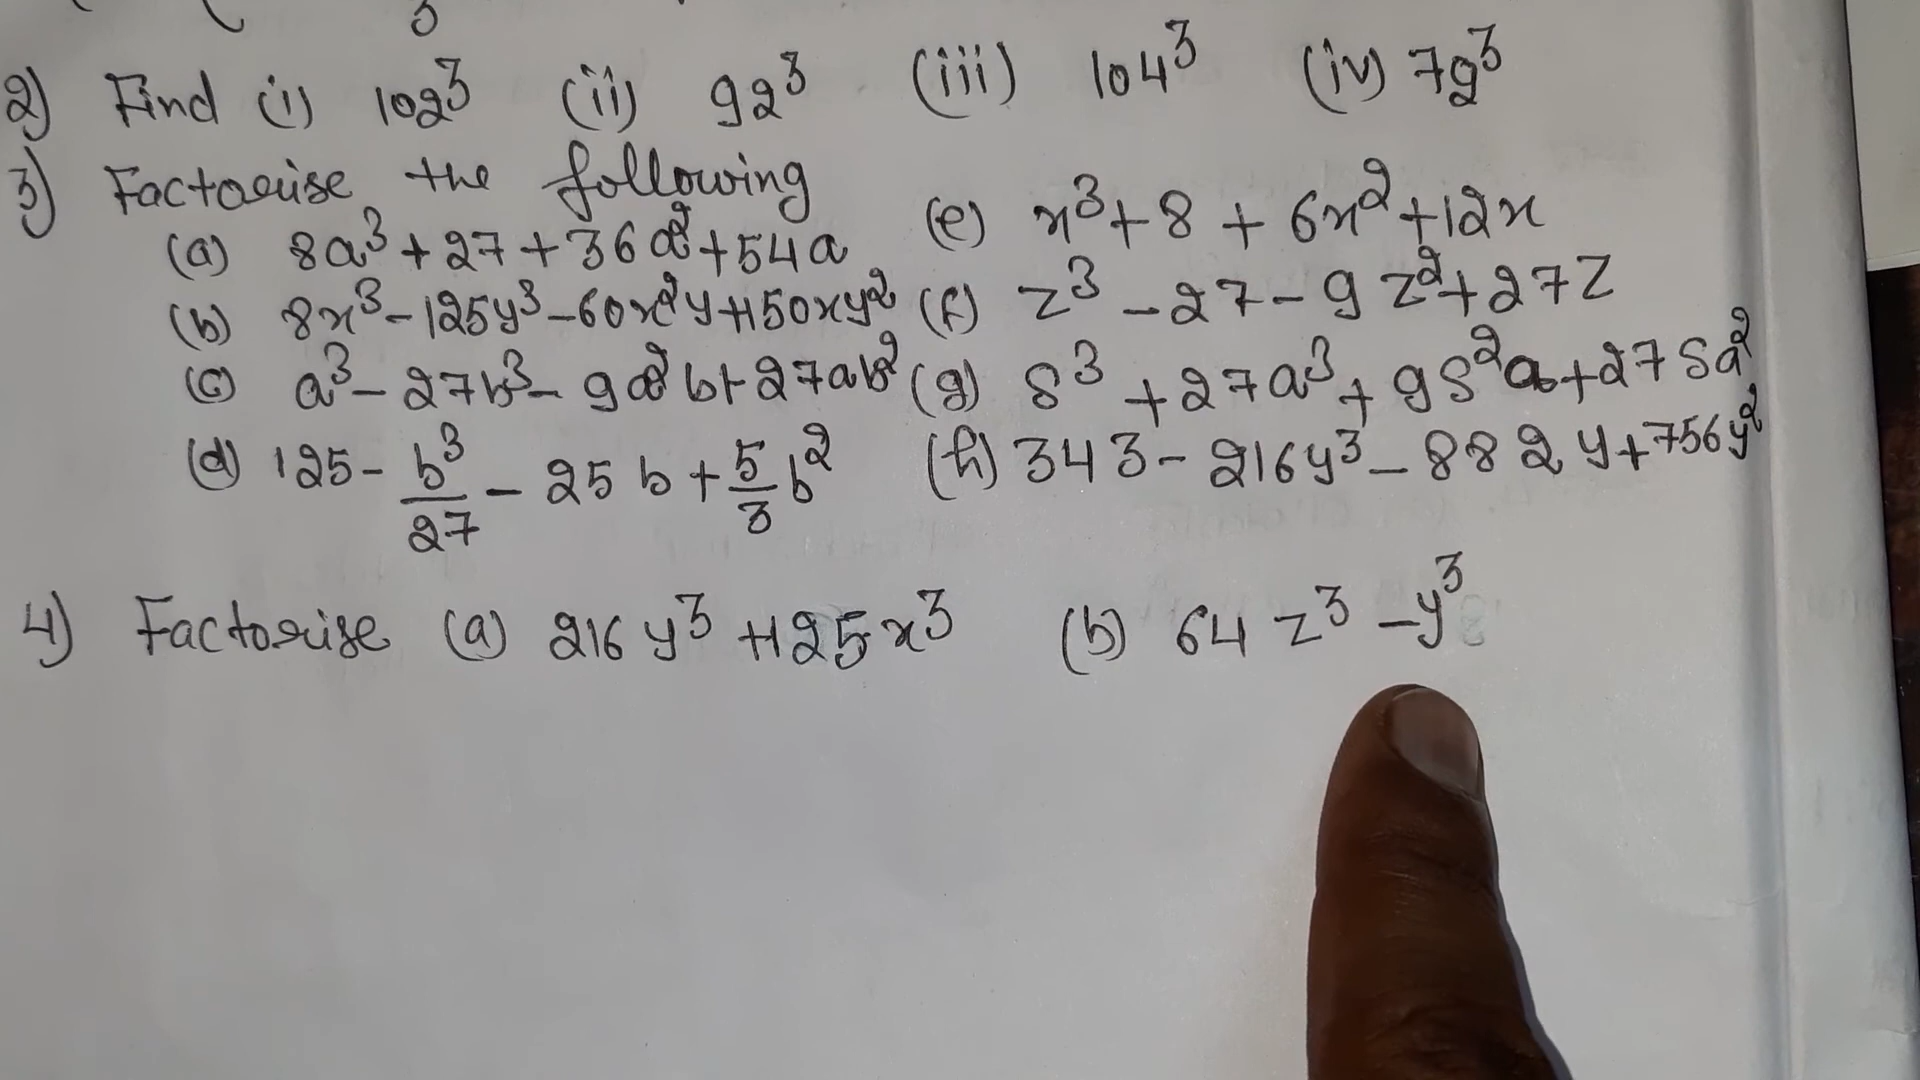 3
2) Find (i) 102³ (ii) 92³ (iii) 104³ (iv) 79³
3) Factorise the following
(a) 8a³ + 27 + 36a² + 54a (e) x³ + 8 + 6x² + 12x
(b) 8x³ - 125y³ - 60x²y + 150xy² (f) z³ - 27 - 9z² + 27z
(c) a³ - 27b³ - 9a²b + 27ab² (g) s³ + 27a³ + 9s²a + 27sa²
(d) 125 - b³/27 - 25b + 5/3 b² (h) 343 - 216y³ - 882y + 756y²
4) Factorise (a) 216y³ + 125x³ (b) 64z³ - y³